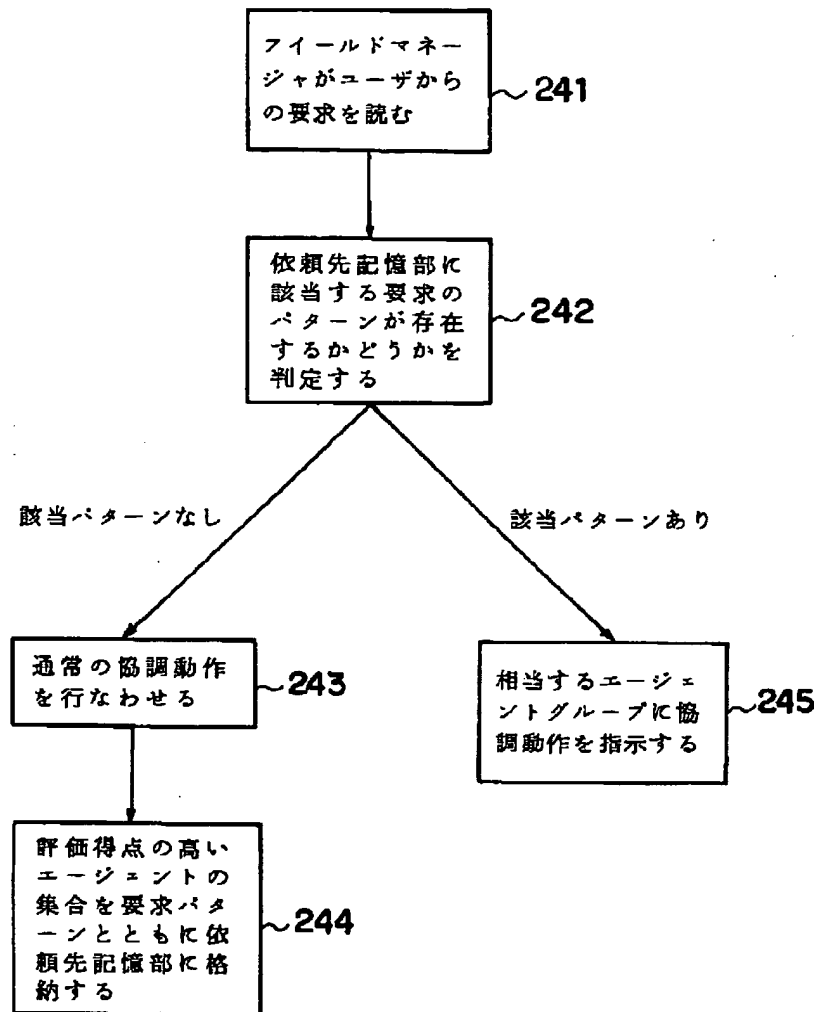 フイールドマネー
ジャがユーザから
の要求を読む
241
依頼先記憶部に
該当する要求の
パターンが存在
するかどうかを
判定する
242
該当パターンなし
該当パターンあり
通常の協調動作
を行なわせる
243
相当するエージェ
ントグループに協
調動作を指示する
245
評価得点の高い
エージェントの
集合を要求パタ
ーンとともに依
頼先記憶部に格
納する
244